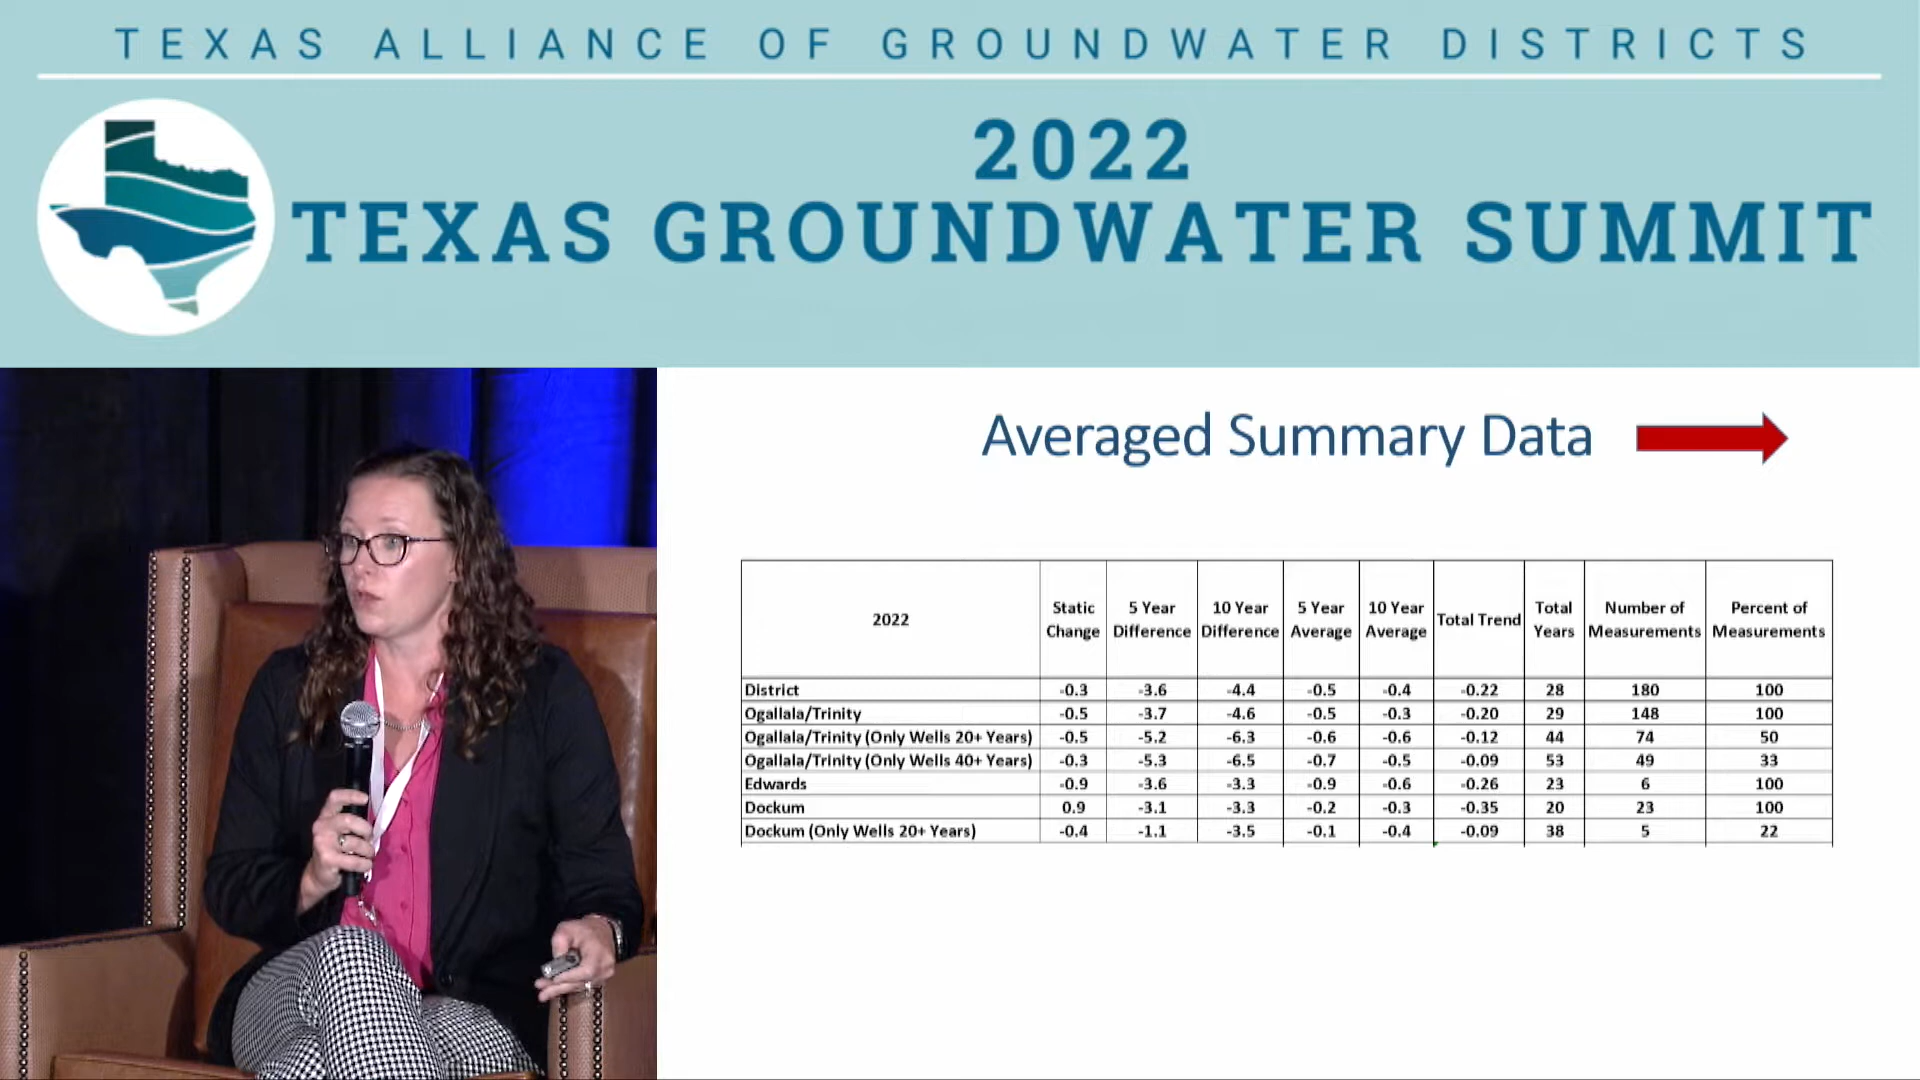 TEXAS ALLIANCE OF GROUNDWATER DISTRICTS
2022
TEXAS GROUNDWATER SUMMIT
Averaged Summary Data
2022 Static Change 5 Year Difference 10 Year Difference 5 Year Average 10 Year Average Total Trend Total Years Number of Measurements Percent of Measurements
District -0.3 -3.6 -4.4 -0.5 -0.4 -0.22 28 180 100
Ogallala/Trinity -0.5 -3.7 -4.6 -0.5 -0.3 -0.20 29 148 100
Ogallala/Trinity (Only Wells 20+ Years) -0.5 -5.2 -6.3 -0.6 -0.6 -0.12 44 74 50
Ogallala/Trinity (Only Wells 40+ Years) -0.3 -5.3 -6.5 -0.7 -0.5 -0.09 53 49 33
Edwards -0.9 -3.6 -3.3 -0.9 -0.6 -0.26 23 6 100
Dockum 0.9 -3.1 -3.3 -0.2 -0.3 -0.35 20 23 100
Dockum (Only Wells 20+ Years) -0.4 -1.1 -3.5 -0.1 -0.4 -0.09 38 5 22